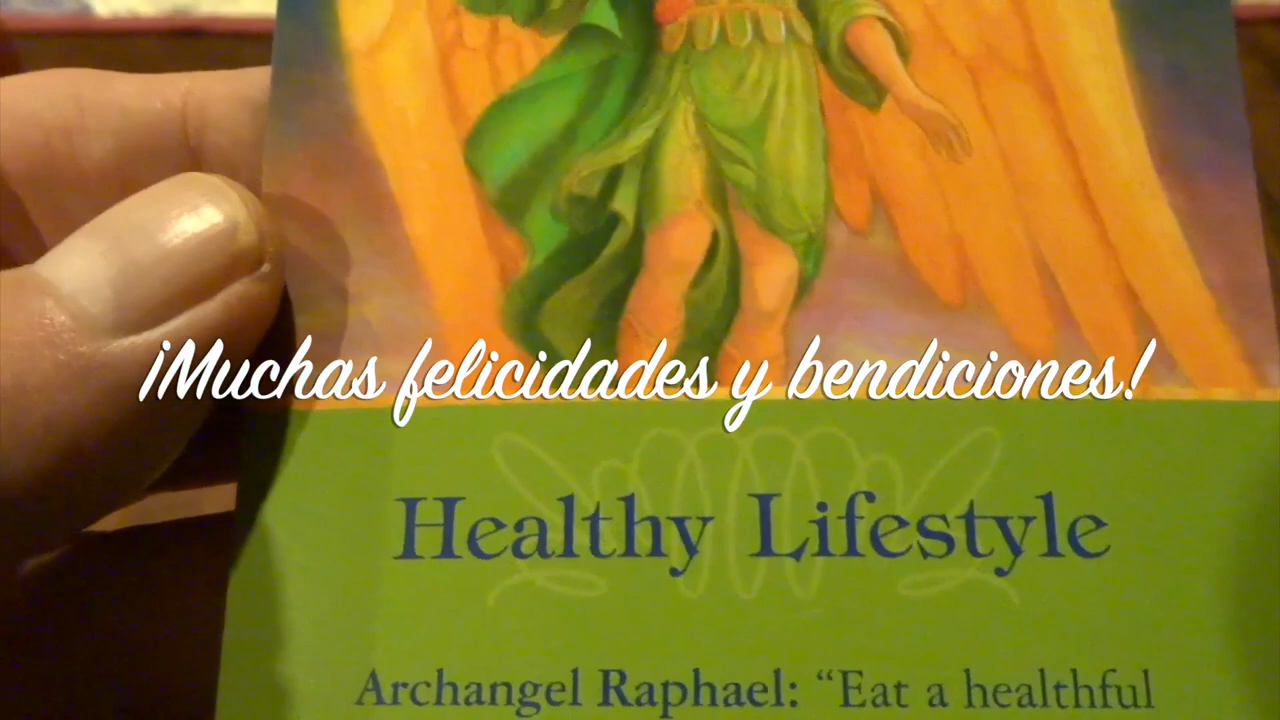 ¡Muchas felicidades y bendiciones!
Healthy Lifestyle
Archangel Raphael: “Eat a healthful